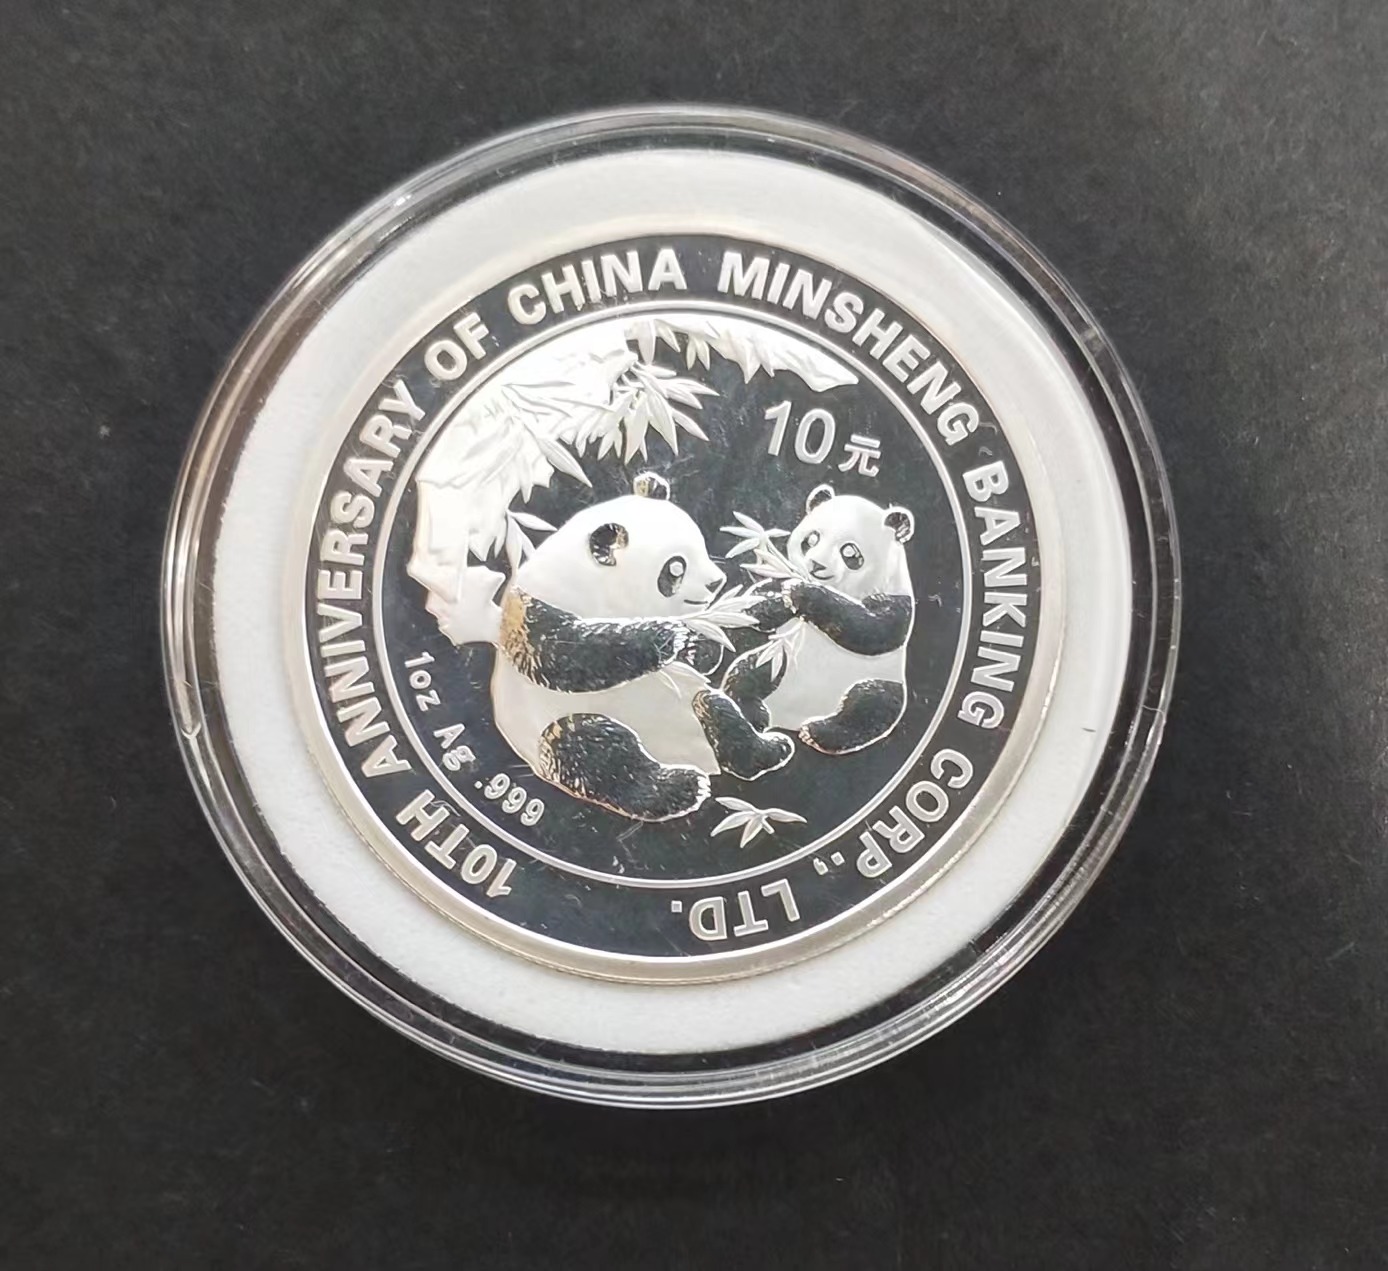 10TH ANNIVERSARY OF CHINA MINSHENG BANKING CORP., LTD.
10元
1oz Ag .999